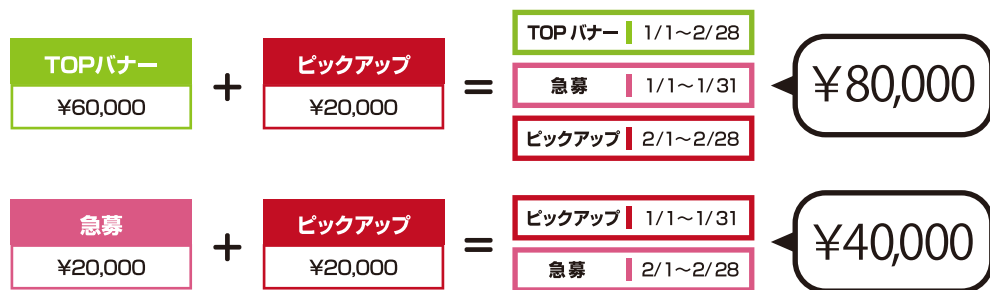 TOPバナー
¥60,000
+
ピックアップ
¥20,000
=
TOP バナー 1/1~2/28
急募 1/1~1/31
ピックアップ 2/1~2/28
¥80,000
急募
¥20,000
+
ピックアップ
¥20,000
=
ピックアップ 1/1~1/31
急募 2/1~2/28
¥40,000